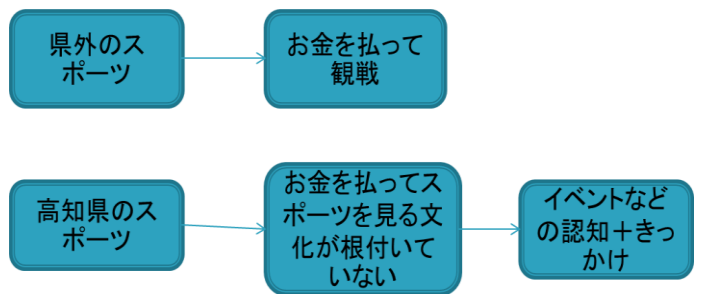 県外のス
ポーツ
お金を払って
観戦
高知県のス
ポーツ
お金を払ってス
ポーツを見る文
化が根付いて
いない
イベントなど
の認知＋きっ
かけ